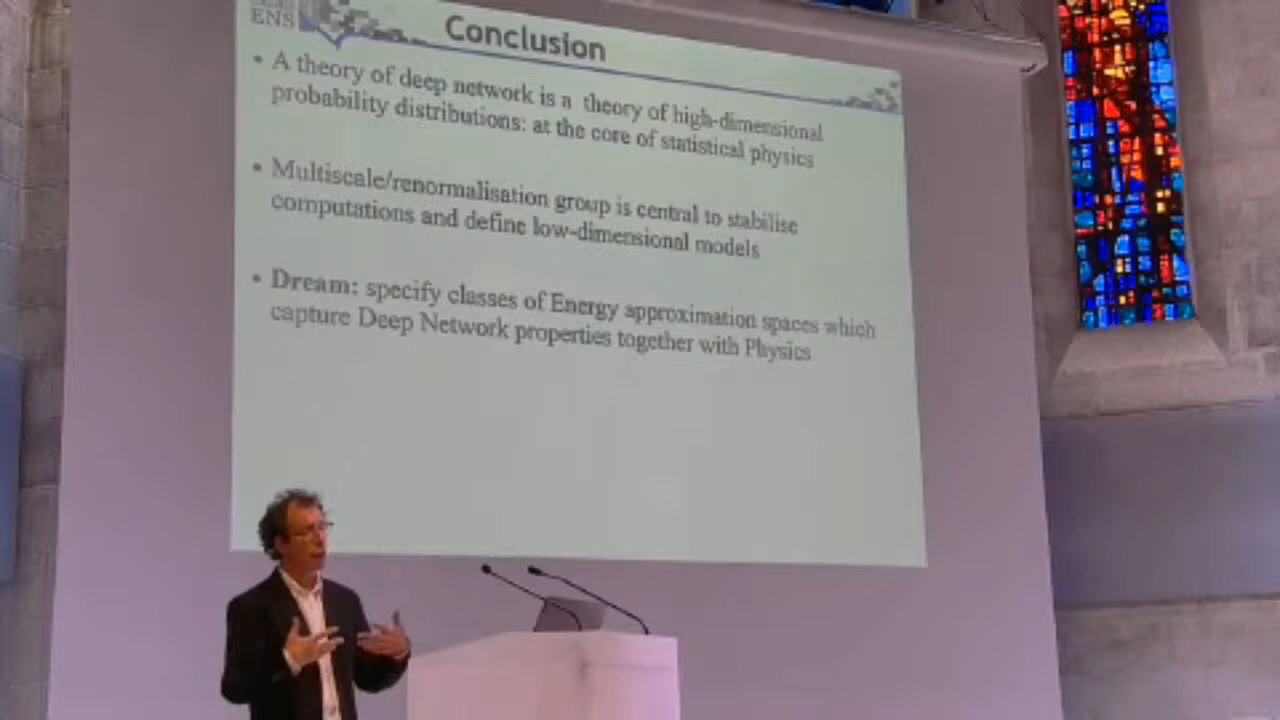 ENS
Conclusion
• A theory of deep network is a theory of high-dimensional
probability distributions: at the core of statistical physics
• Multiscale/renormalisation group is central to stabilise
computations and define low-dimensional models
• Dream: specify classes of Energy approximation spaces which
capture Deep Network properties together with Physics